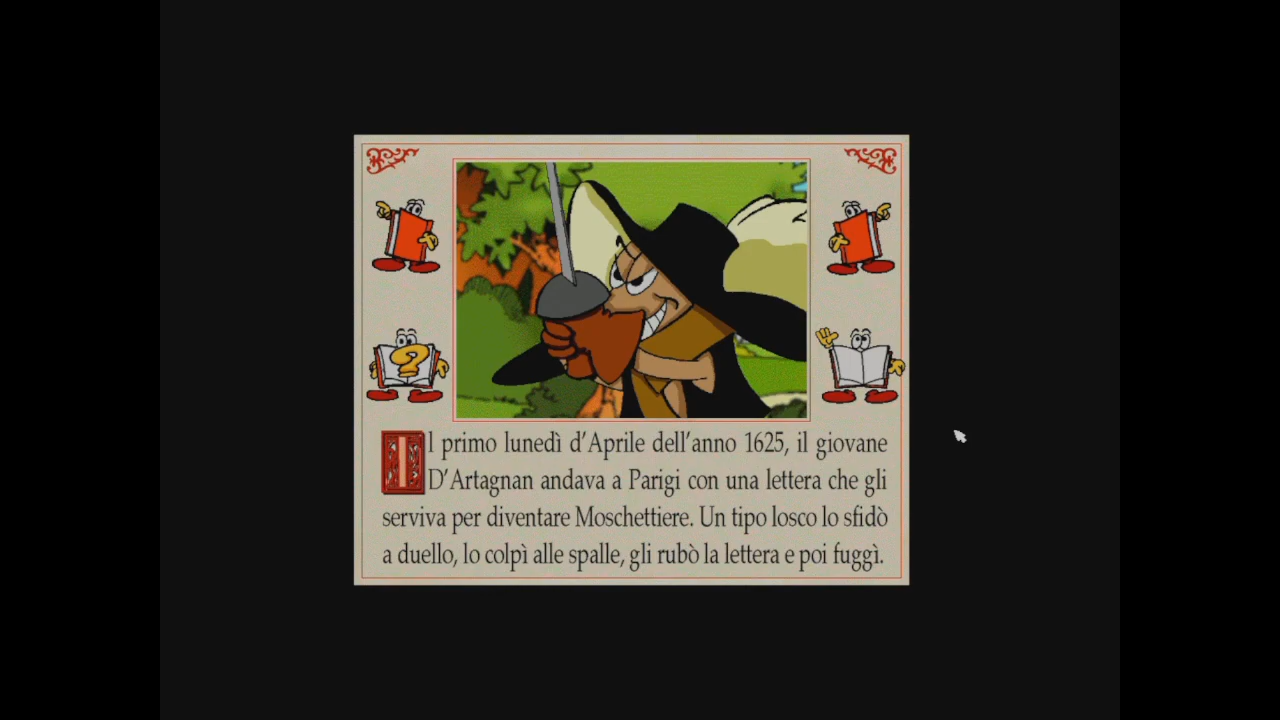 Il primo lunedì d'Aprile dell'anno 1625, il giovane
D'Artagnan andava a Parigi con una lettera che gli
serviva per diventare Moschettiere. Un tipo losco lo sfidò
a duello, lo colpì alle spalle, gli rubò la lettera e poi fuggì.